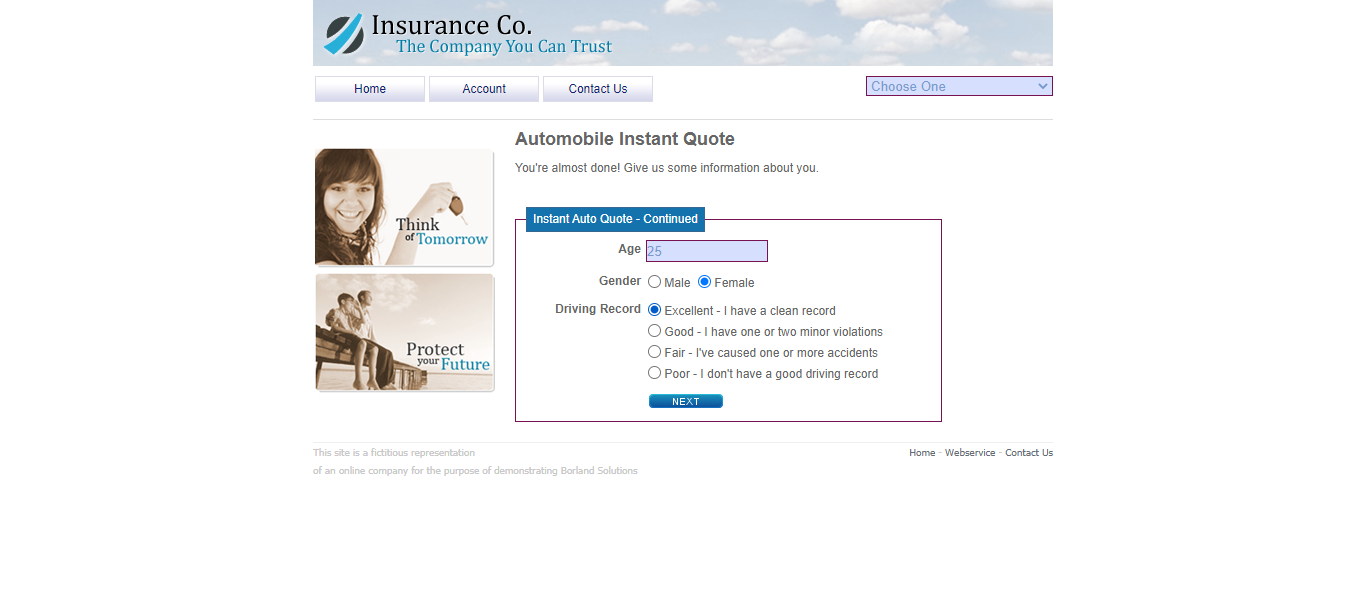 Insurance Co.
The Company You Can Trust
Home
Account
Contact Us
Choose One
Automobile Instant Quote
You're almost done! Give us some information about you.
Think
of Tomorrow
Protect
your Future
Instant Auto Quote - Continued
Age 25
Gender Male Female
Driving Record Excellent - I have a clean record
Good - I have one or two minor violations
Fair - I've caused one or more accidents
Poor - I don't have a good driving record
NEXT
This site is a fictitious representation
of an online company for the purpose of demonstrating Borland Solutions
Home - Webservice - Contact Us